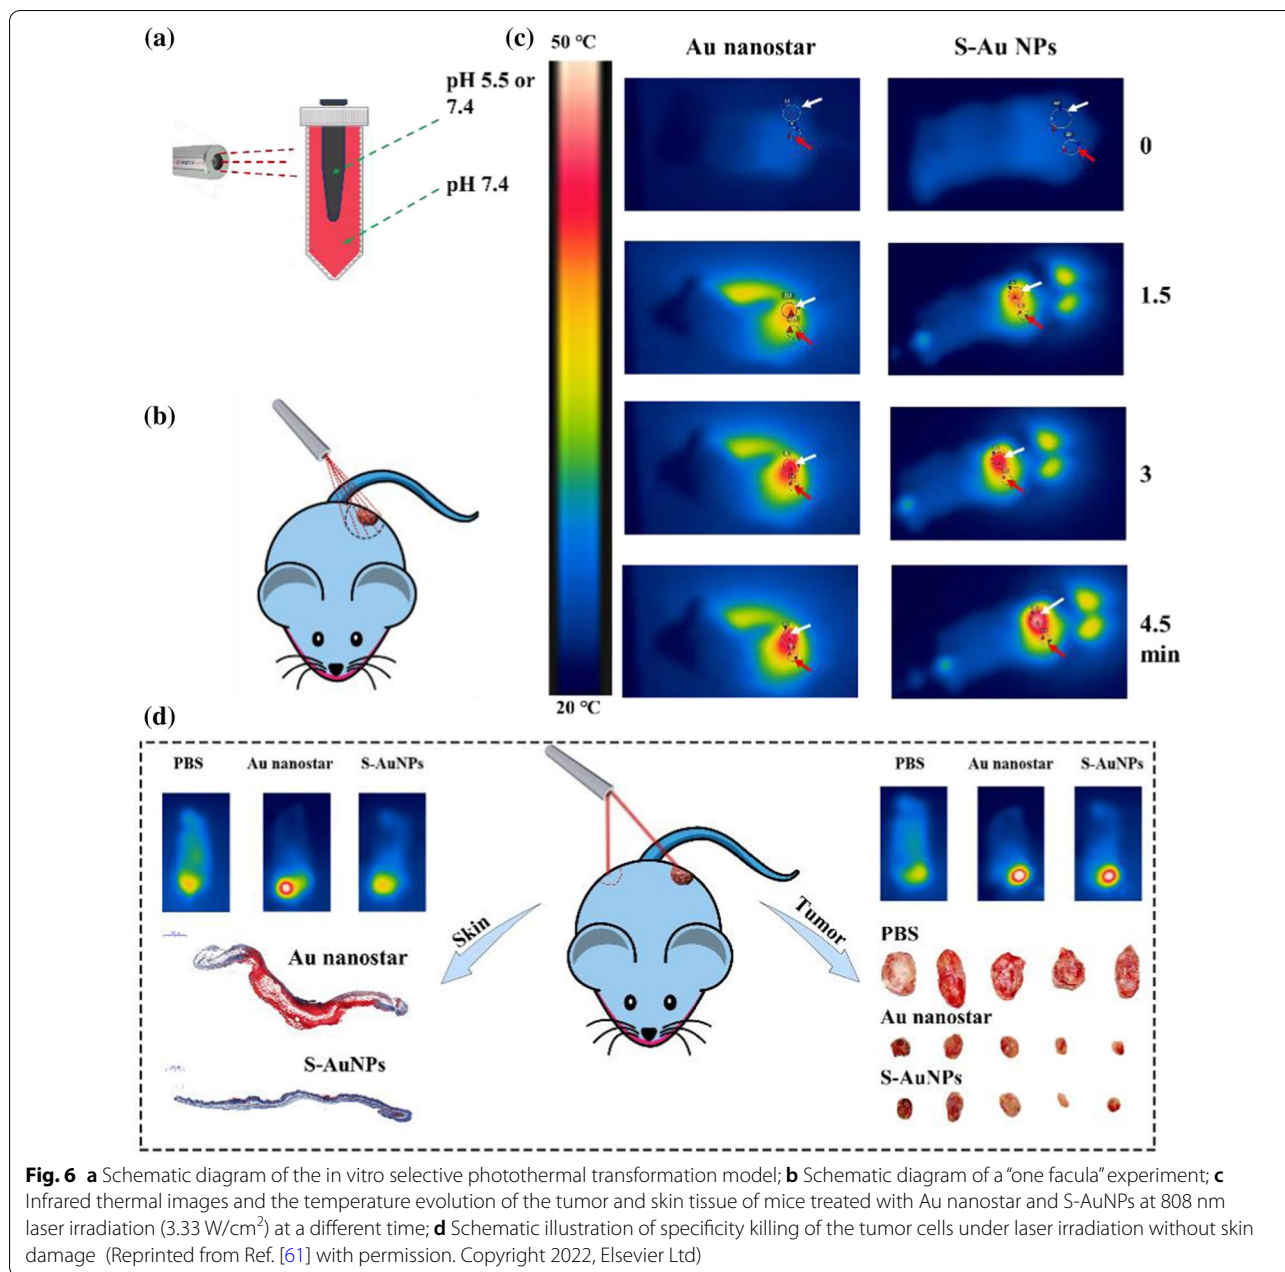 (a)
pH 5.5 or
7.4
pH 7.4
(b)
(c)
50 °C
20 °C
Au nanostar
S-Au NPs
0
1.5
3
4.5
min
(d)
PBS
Au nanostar
S-AuNPs
Skin
Au nanostar
S-AuNPs
Tumor
PBS
Au nanostar
S-AuNPs
PBS
Au nanostar
S-AuNPs
Fig. 6 a Schematic diagram of the in vitro selective photothermal transformation model; b Schematic diagram of a “one facula” experiment; c
Infrared thermal images and the temperature evolution of the tumor and skin tissue of mice treated with Au nanostar and S-AuNPs at 808 nm
laser irradiation (3.33 W/cm²) at a different time; d Schematic illustration of specificity killing of the tumor cells under laser irradiation without skin
damage (Reprinted from Ref. [61] with permission. Copyright 2022, Elsevier Ltd)